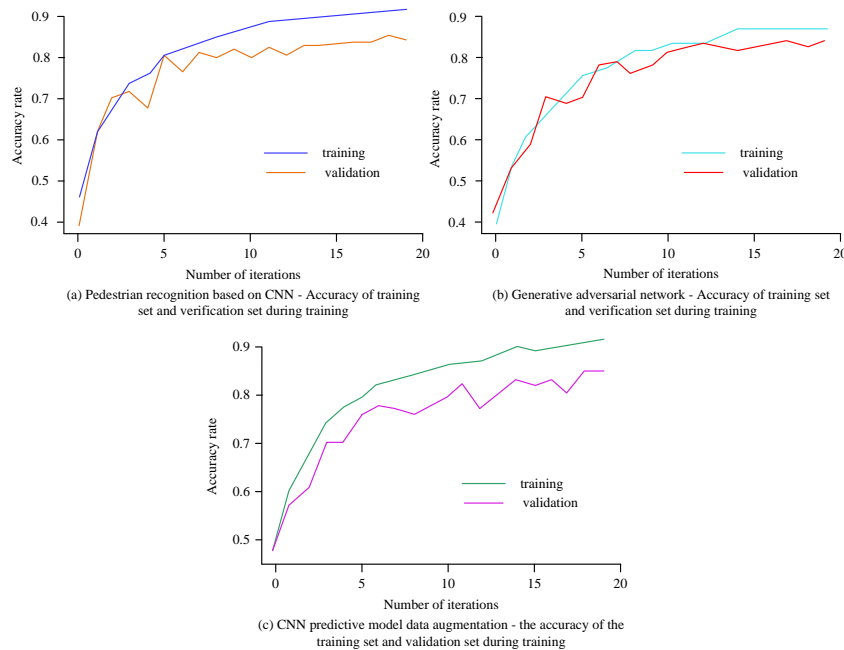 0.9
0.8
0.7
0.6
0.5
0.4
Accuracy rate
training
validation
0 5 10 15 20
Number of iterations
(a) Pedestrian recognition based on CNN - Accuracy of training
set and verification set during training
0.9
0.8
0.7
0.6
0.5
0.4
Accuracy rate
training
validation
0 5 10 15 20
Number of iterations
(b) Generative adversarial network - Accuracy of training set
and verification set during training
0.9
0.8
0.7
0.6
0.5
Accuracy rate
training
validation
0 5 10 15 20
Number of iterations
(c) CNN predictive model data augmentation - the accuracy of the
training set and validation set during training